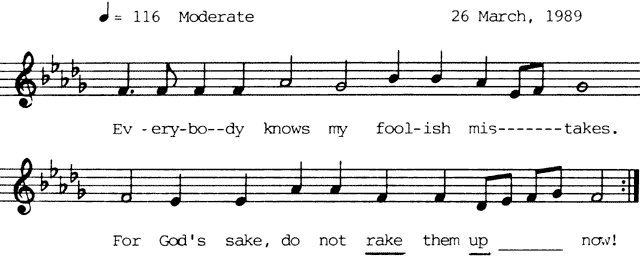 ♩ = 116 Moderate 26 March, 1989
Ev-ery-bo--dy knows my fool-ish mis-------takes.
For God's sake, do not rake them up _______ now!